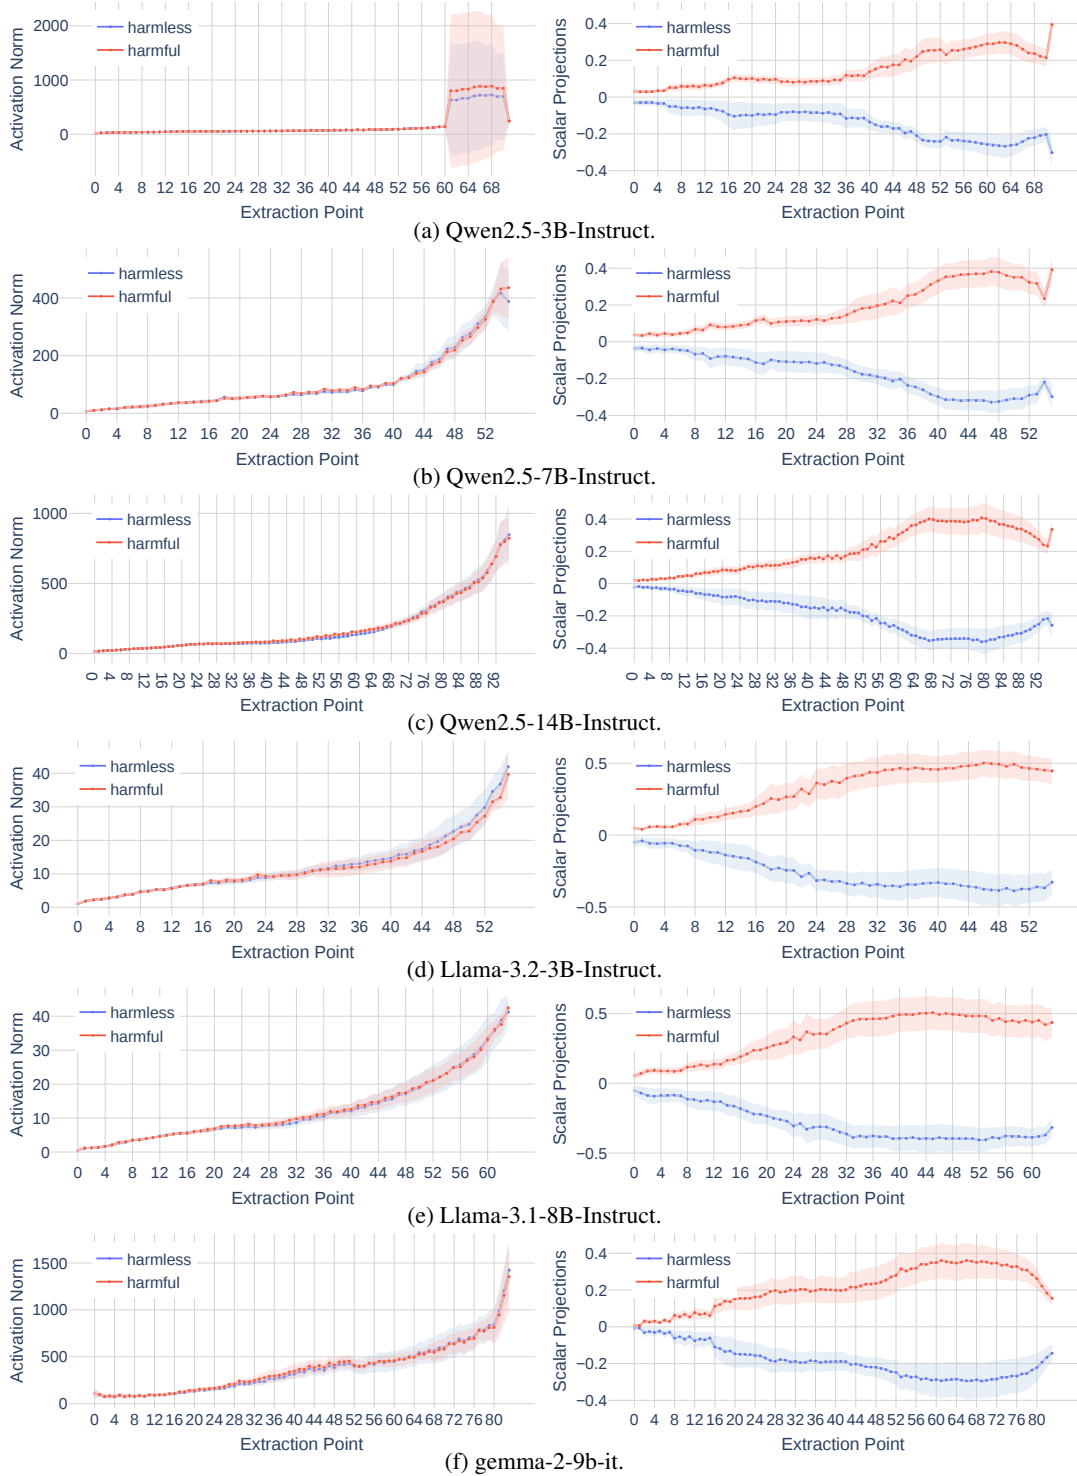 Activation Norm
2000
1000
0
harmless
harmful
0 4 8 12 16 20 24 28 32 36 40 44 48 52 56 60 64 68
Extraction Point
Scalar Projections
0.4
0.2
0
−0.2
−0.4
harmless
harmful
0 4 8 12 16 20 24 28 32 36 40 44 48 52 56 60 64 68
Extraction Point
(a) Qwen2.5-3B-Instruct.
Activation Norm
400
200
0
harmless
harmful
0 4 8 12 16 20 24 28 32 36 40 44 48 52
Extraction Point
Scalar Projections
0.4
0.2
0
−0.2
−0.4
harmless
harmful
0 4 8 12 16 20 24 28 32 36 40 44 48 52
Extraction Point
(b) Qwen2.5-7B-Instruct.
Activation Norm
1000
500
0
harmless
harmful
0 4 8 12 16 20 24 28 32 36 40 44 48 52 56 60 64 68 72 76 80 84 88 92
Extraction Point
Scalar Projections
0.4
0.2
0
−0.2
−0.4
harmless
harmful
0 4 8 12 16 20 24 28 32 36 40 44 48 52 56 60 64 68 72 76 80 84 88 92
Extraction Point
(c) Qwen2.5-14B-Instruct.
Activation Norm
40
30
20
10
0
harmless
harmful
0 4 8 12 16 20 24 28 32 36 40 44 48 52
Extraction Point
Scalar Projections
0.5
0
−0.5
harmless
harmful
0 4 8 12 16 20 24 28 32 36 40 44 48 52
Extraction Point
(d) Llama-3.2-3B-Instruct.
Activation Norm
40
30
20
10
0
harmless
harmful
0 4 8 12 16 20 24 28 32 36 40 44 48 52 56 60
Extraction Point
Scalar Projections
0.5
0
−0.5
harmless
harmful
0 4 8 12 16 20 24 28 32 36 40 44 48 52 56 60
Extraction Point
(e) Llama-3.1-8B-Instruct.
Activation Norm
1500
1000
500
0
harmless
harmful
0 4 8 12 16 20 24 28 32 36 40 44 48 52 56 60 64 68 72 76 80
Extraction Point
Scalar Projections
0.4
0.2
0
−0.2
−0.4
harmless
harmful
0 4 8 12 16 20 24 28 32 36 40 44 48 52 56 60 64 68 72 76 80
Extraction Point
(f) gemma-2-9b-it.